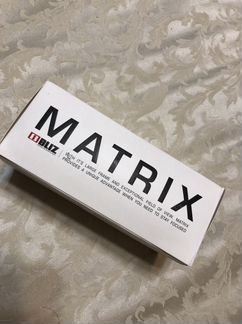 MATRIX
BLIZ
WITH IT'S LARGE FRAME AND EXCEPTIONAL FIELD OF VIEW, MATRIX
PROVIDES A UNIQUE ADVANTAGE WHEN YOU NEED TO STAY FOCUSED